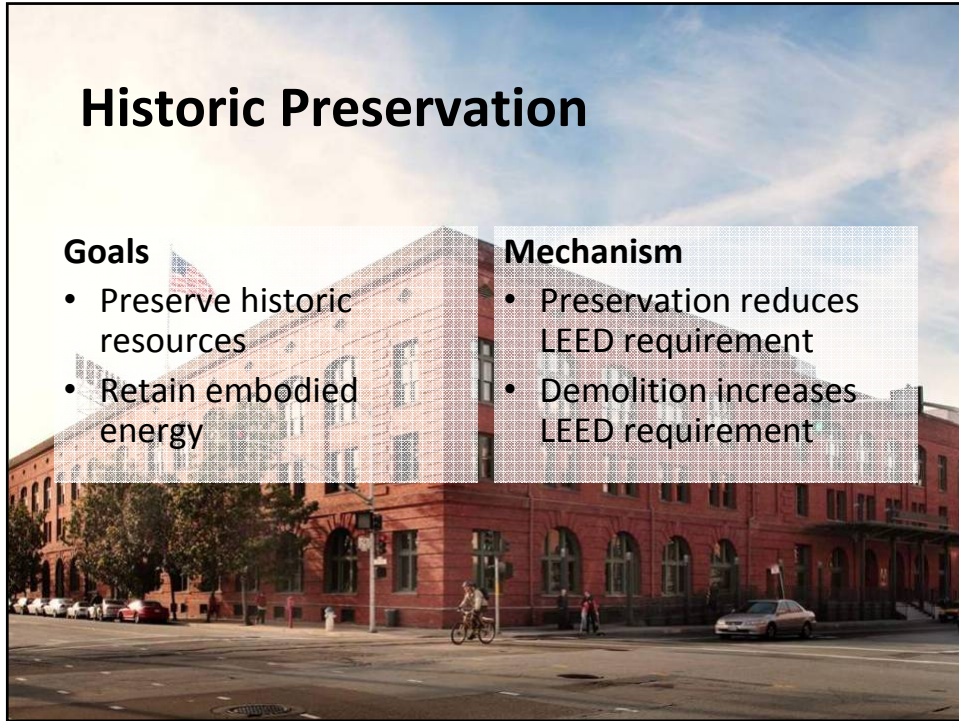 Historic Preservation
Goals
• Preserve historic
resources
• Retain embodied
energy
Mechanism
• Preservation reduces
LEED requirement
• Demolition increases
LEED requirement